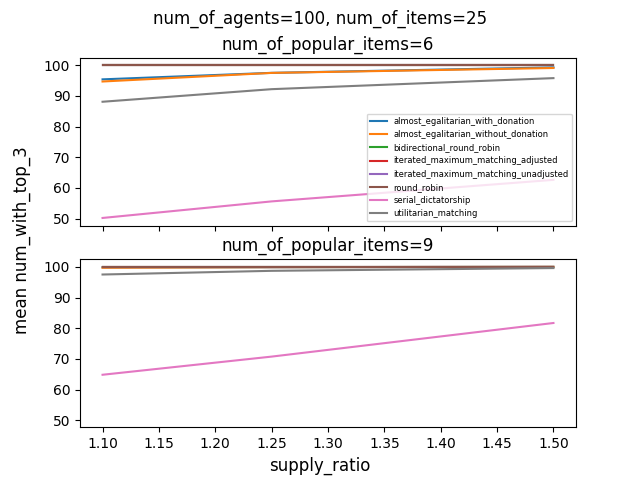 num_of_agents=100, num_of_items=25
num_of_popular_items=6
100
90
80
70
60
50
almost_egalitarian_with_donation
almost_egalitarian_without_donation
bidirectional_round_robin
iterated_maximum_matching_adjusted
iterated_maximum_matching_unadjusted
round_robin
serial_dictatorship
utilitarian_matching
mean num_with_top_3
num_of_popular_items=9
100
90
80
70
60
50
1.10 1.15 1.20 1.25 1.30 1.35 1.40 1.45 1.50
supply_ratio